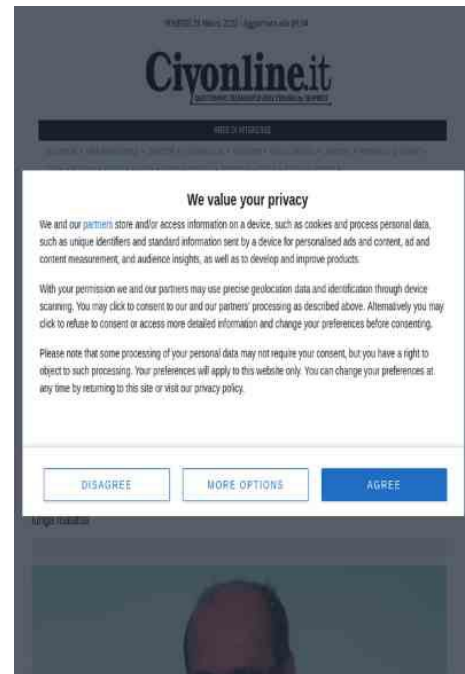 Civonline.it
We value your privacy
We and our partners store and/or access information on a device, such as cookies and process personal data,
such as unique identifiers and standard information sent by a device for personalised ads and content, ad and
content measurement, and audience insights, as well as to develop and improve products.
With your permission we and our partners may use precise geolocation data and identification through device
scanning. You may click to consent to our and our partners' processing as described above. Alternatively you may
click to refuse to consent or access more detailed information and change your preferences before consenting.
Please note that some processing of your personal data may not require your consent, but you have a right to
object to such processing. Your preferences will apply to this website only. You can change your preferences at
any time by returning to this site or visit our privacy policy.
DISAGREE
MORE OPTIONS
AGREE
lunga malattia